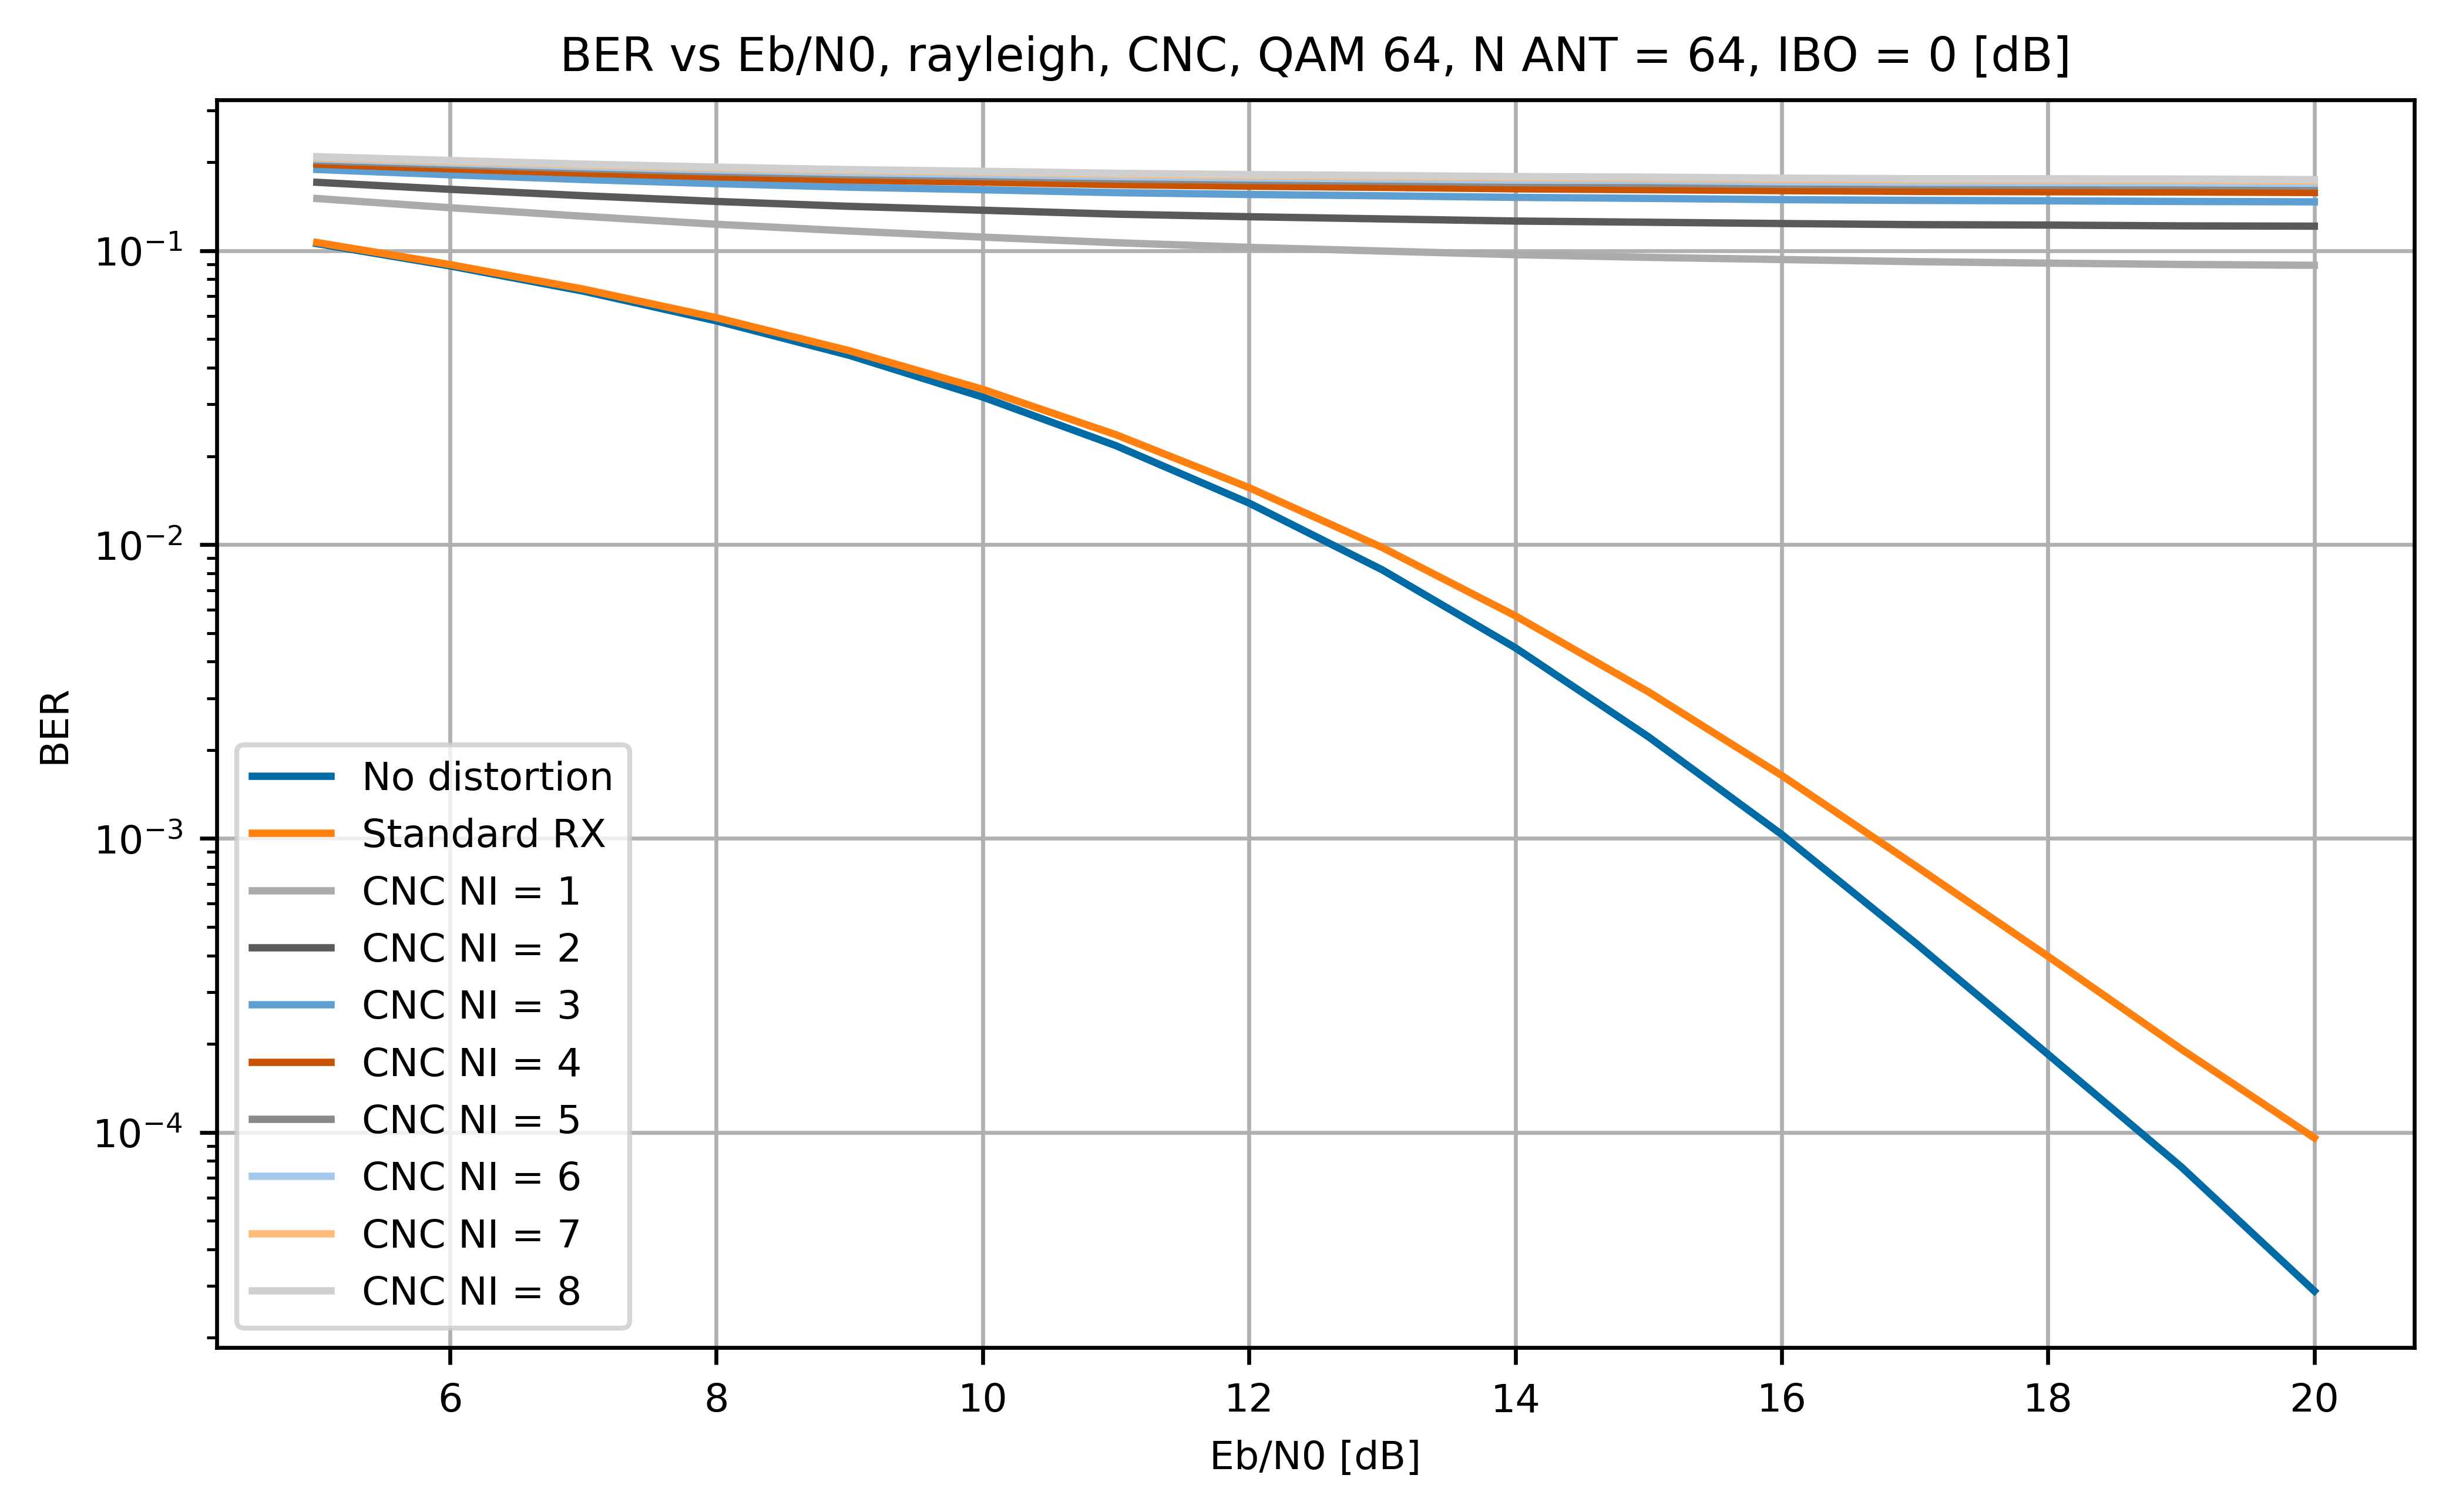 BER vs Eb/N0, rayleigh, CNC, QAM 64, N ANT = 64, IBO = 0 [dB]
10⁻¹
10⁻²
10⁻³
10⁻⁴
BER
No distortion
Standard RX
CNC NI = 1
CNC NI = 2
CNC NI = 3
CNC NI = 4
CNC NI = 5
CNC NI = 6
CNC NI = 7
CNC NI = 8
6 8 10 12 14 16 18 20
Eb/N0 [dB]